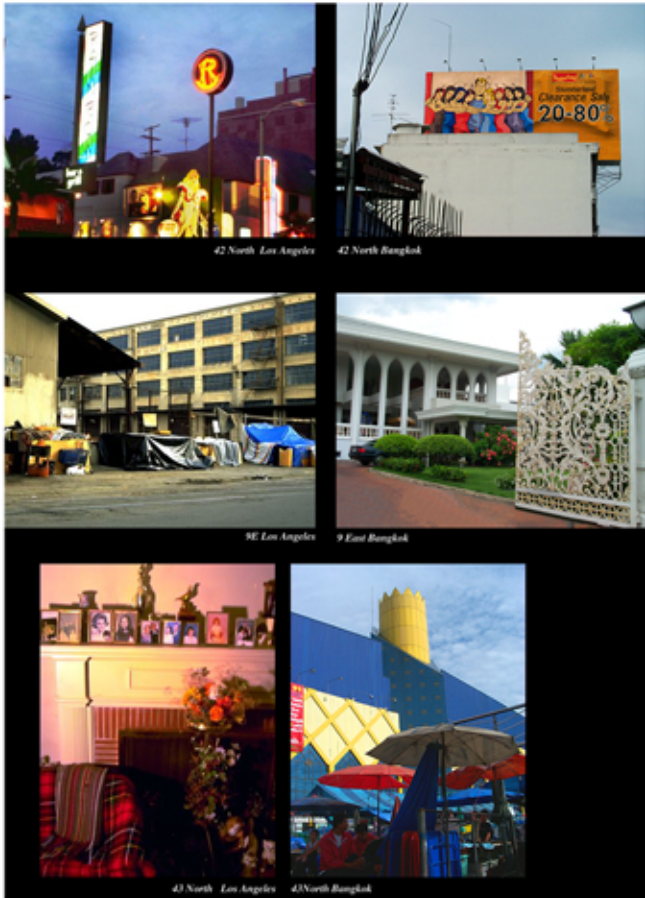 R
Clearance Sale
20-80%
42 North Los Angeles
42 North Bangkok
9E Los Angeles
9 East Bangkok
43 North Los Angeles
43North Bangkok